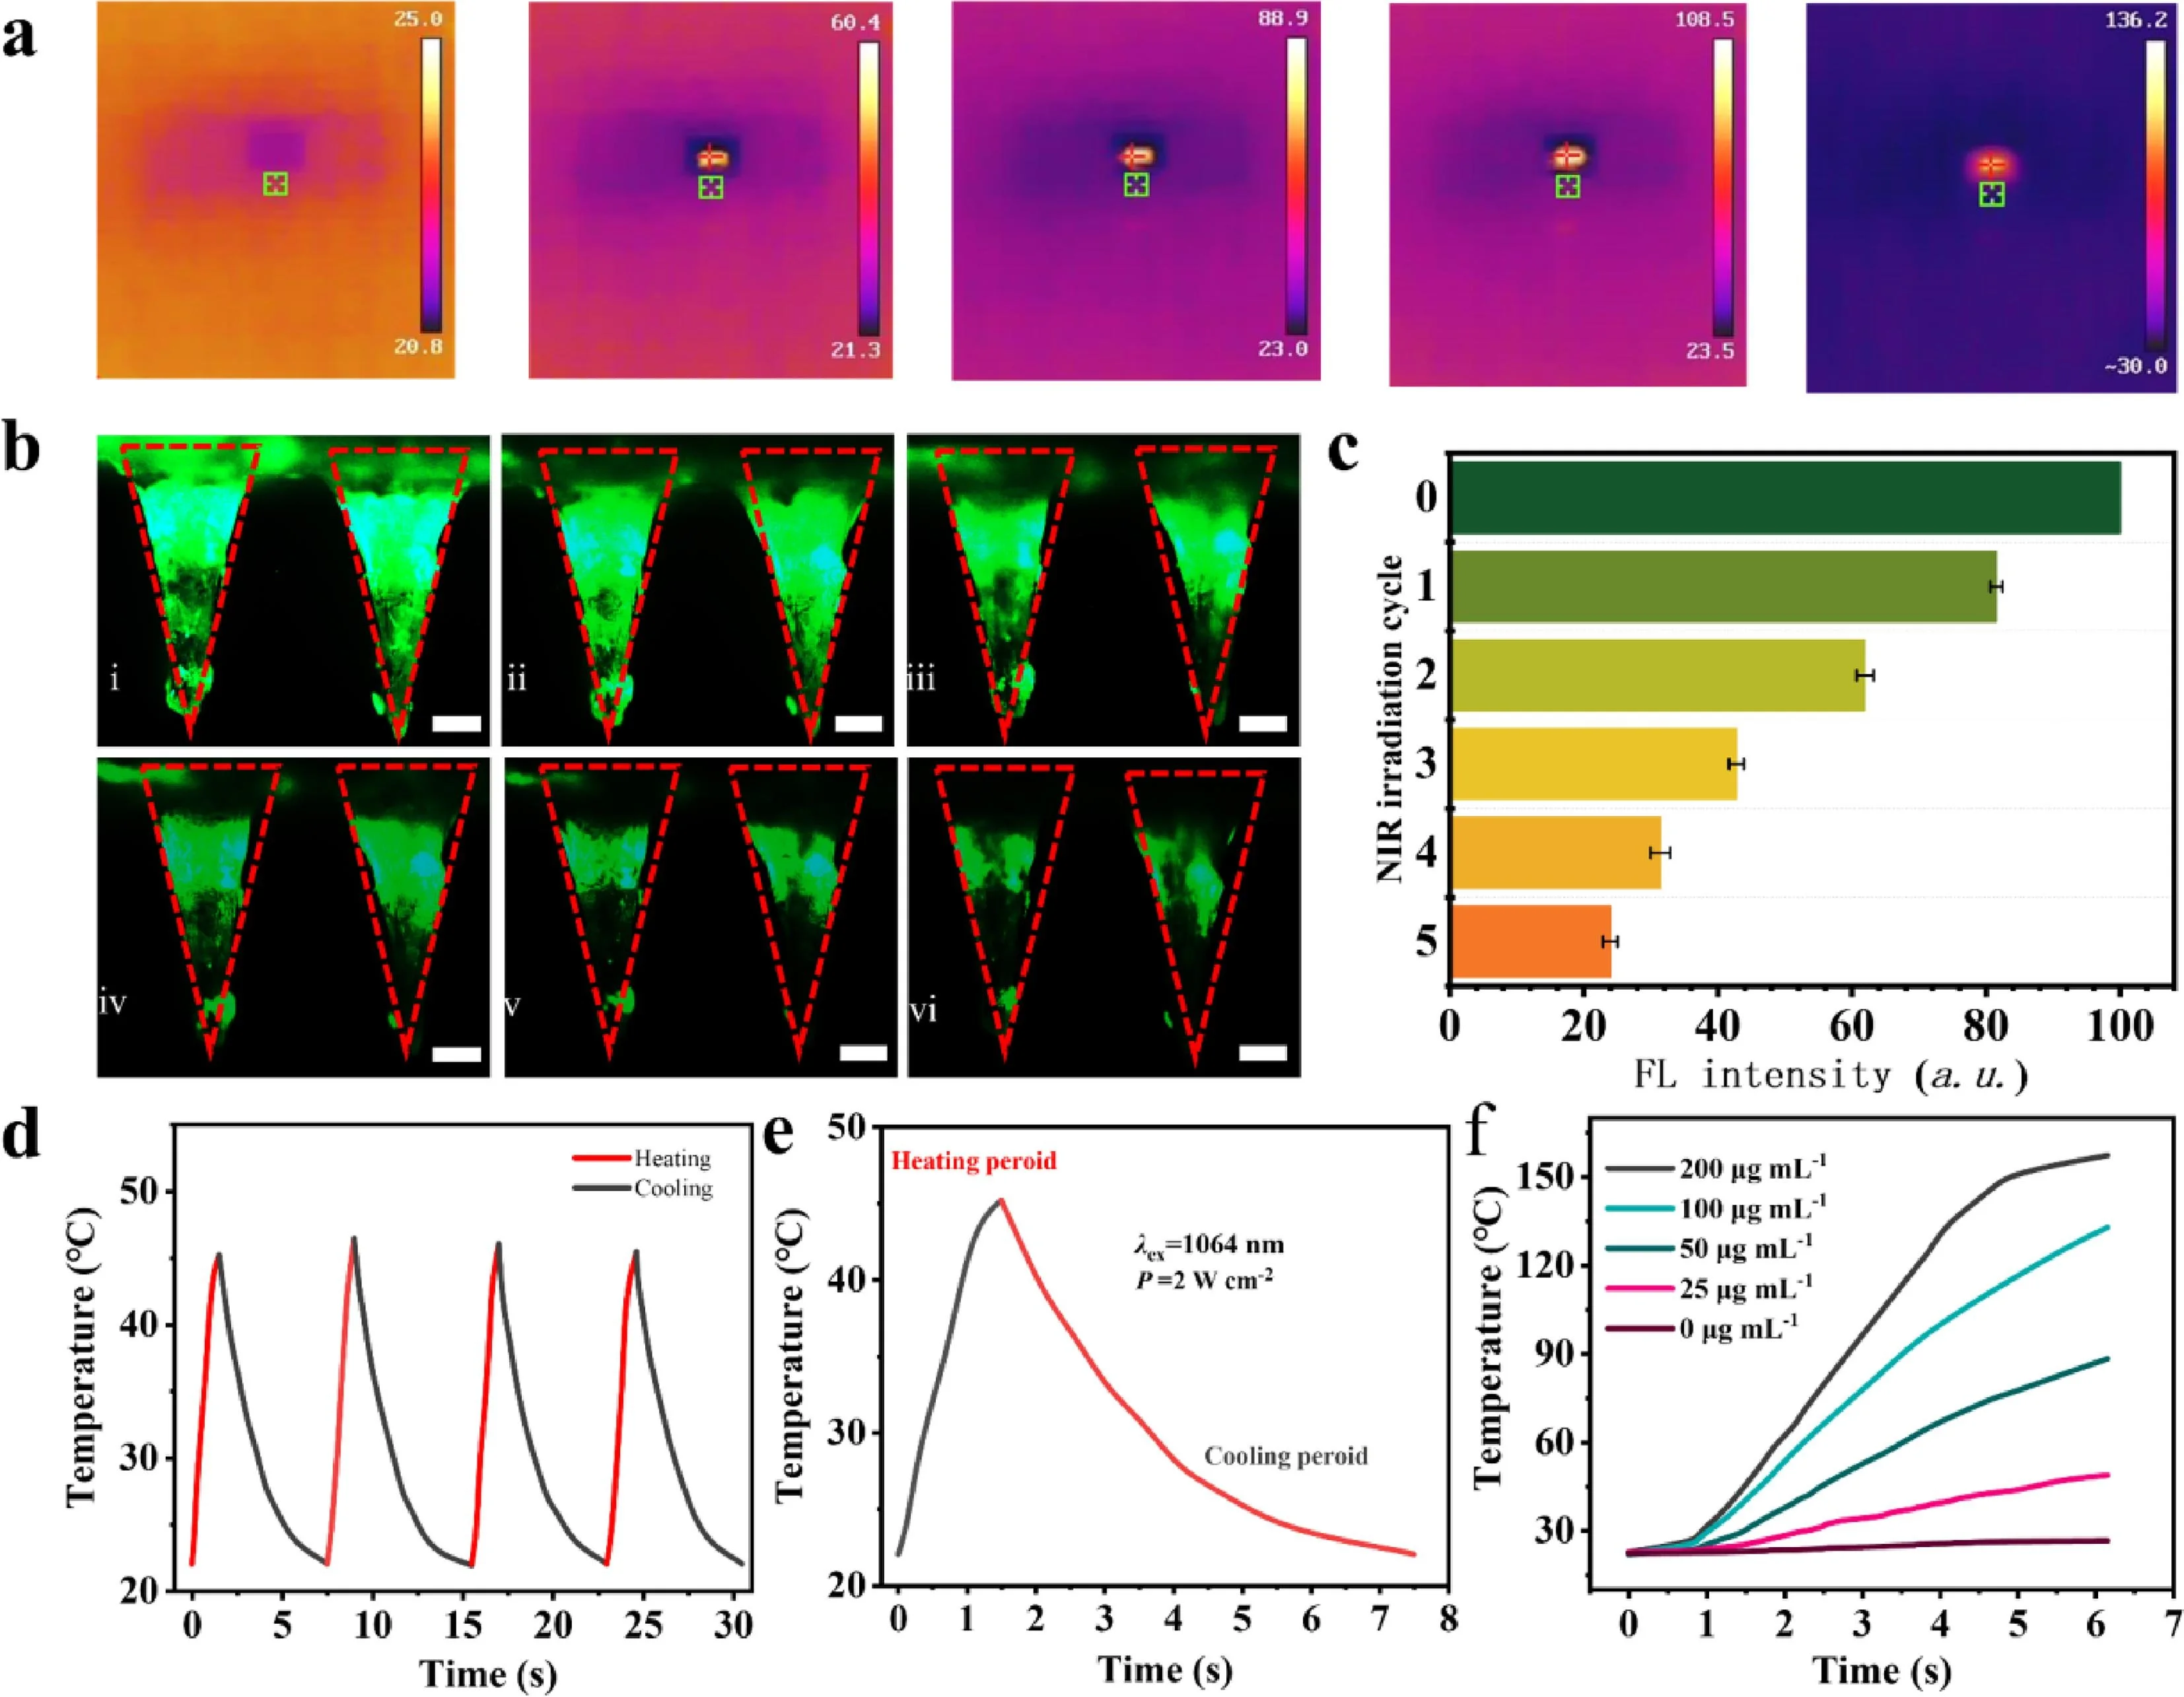 a
25.0
20.8
60.4
21.3
88.9
23.0
108.5
23.5
136.2
~30.0
b
i
ii
iii
iv
v
vi
c
NIR irradiation cycle
0
1
2
3
4
5
0 20 40 60 80 100
FL intensity (a. u.)
d
Heating
Cooling
Temperature (°C)
50
40
30
20
0 5 10 15 20 25 30
Time (s)
e
Heating peroid
λex=1064 nm
P=2 W cm-2
Cooling peroid
Temperature (°C)
50
40
30
20
0 1 2 3 4 5 6 7 8
Time (s)
f
200 μg mL-1
100 μg mL-1
50 μg mL-1
25 μg mL-1
0 μg mL-1
Temperature (°C)
150
120
90
60
30
0 1 2 3 4 5 6 7
Time (s)